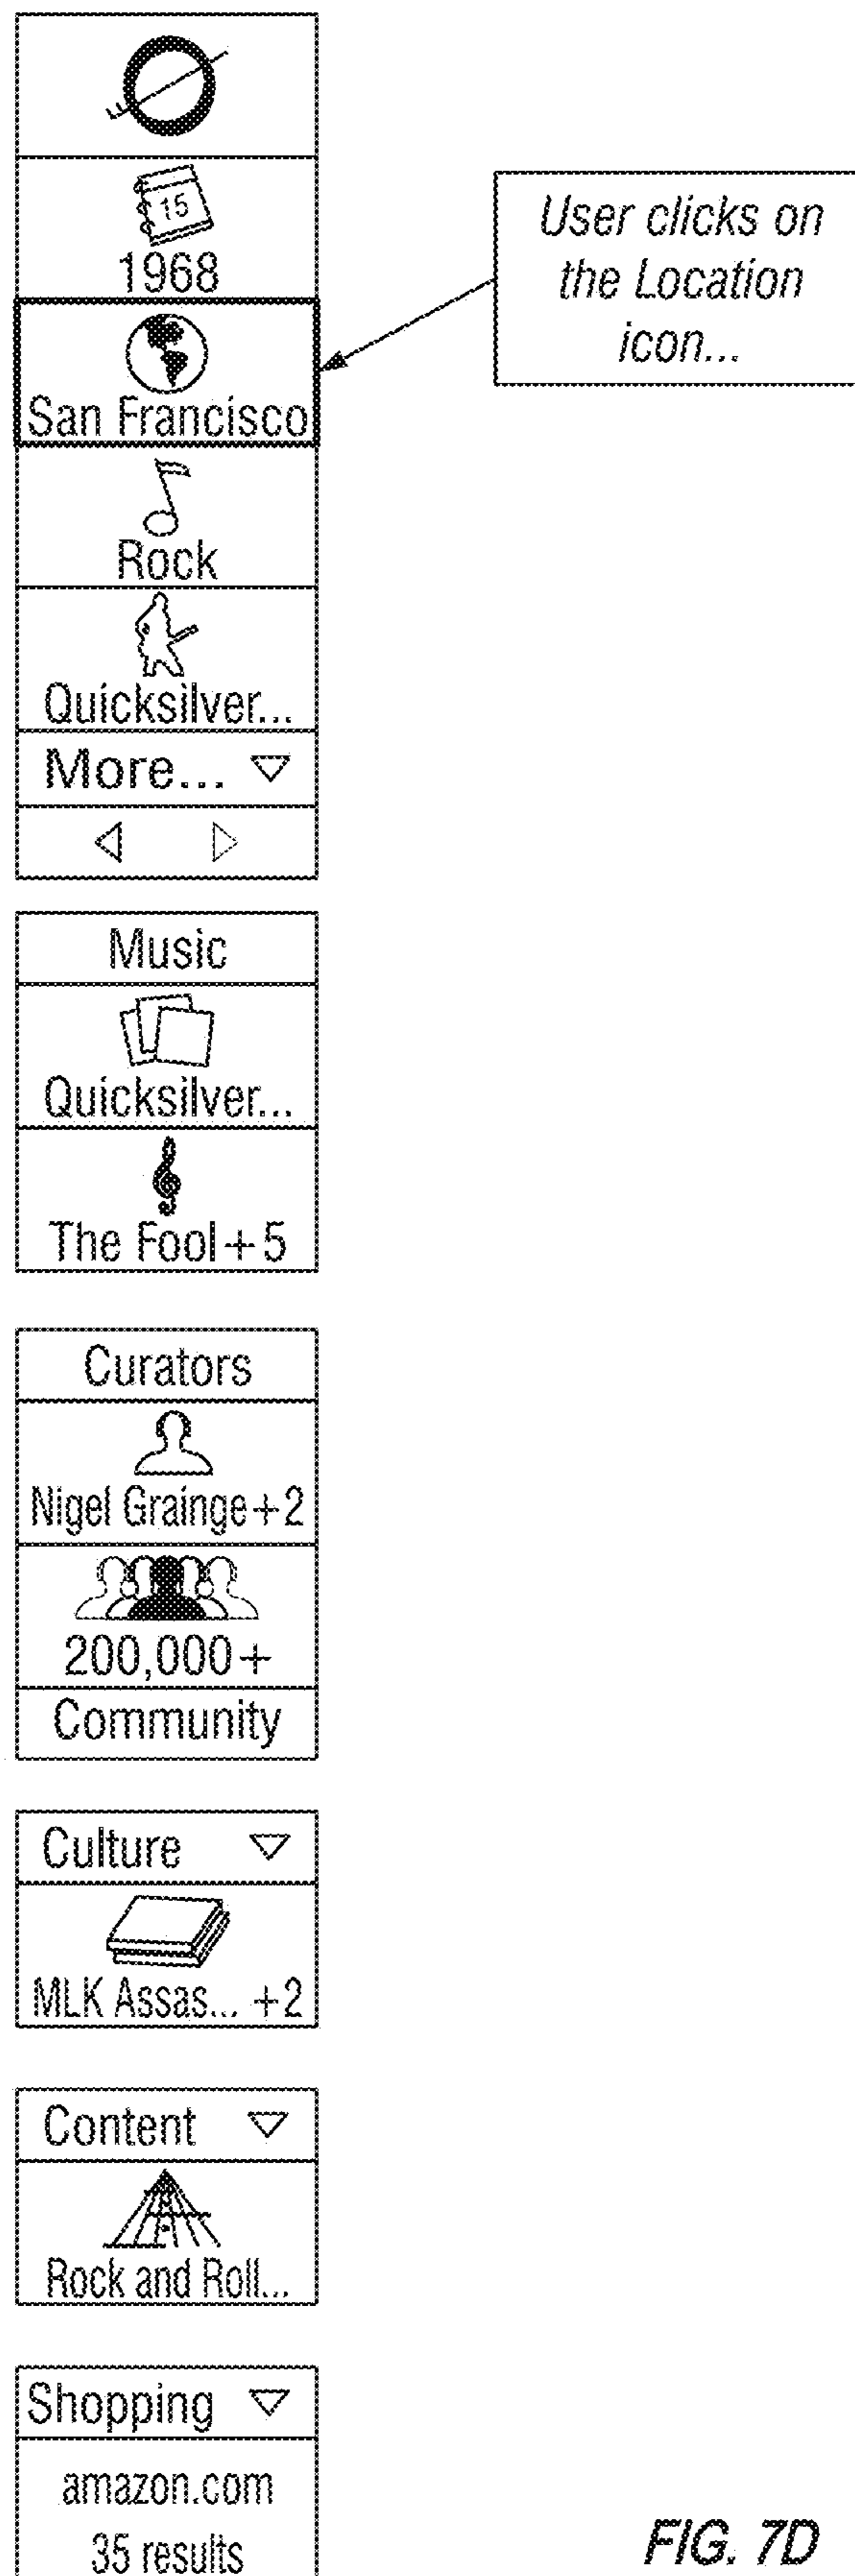 15
1968
User clicks on
the Location
icon...
San Francisco
Rock
Quicksilver...
More...
Music
Quicksilver...
The Fool+5
Curators
Nigel Grainge+2
200,000+
Community
Culture
MLK Assas... +2
Content
Rock and Roll...
Shopping
amazon.com
35 results
FIG. 7D